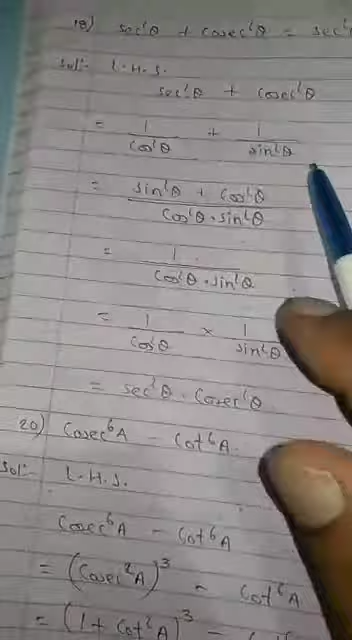 18) sec²θ + cosec²θ = sec²
Sol:- L.H.S.
sec²θ + cosec²θ
= 1/cos²θ + 1/sin²θ
= sin²θ + cos²θ / cos²θ · sin²θ
= 1 / cos²θ · sin²θ
= 1/cos²θ × 1/sin²θ
= sec²θ · cosec²θ
20) cosec⁶A − cot⁶A.
Sol:- L.H.S.
cosec⁶A − cot⁶A
= (cosec²A)³ − cot⁶A
= (1 + cot²A)³ −